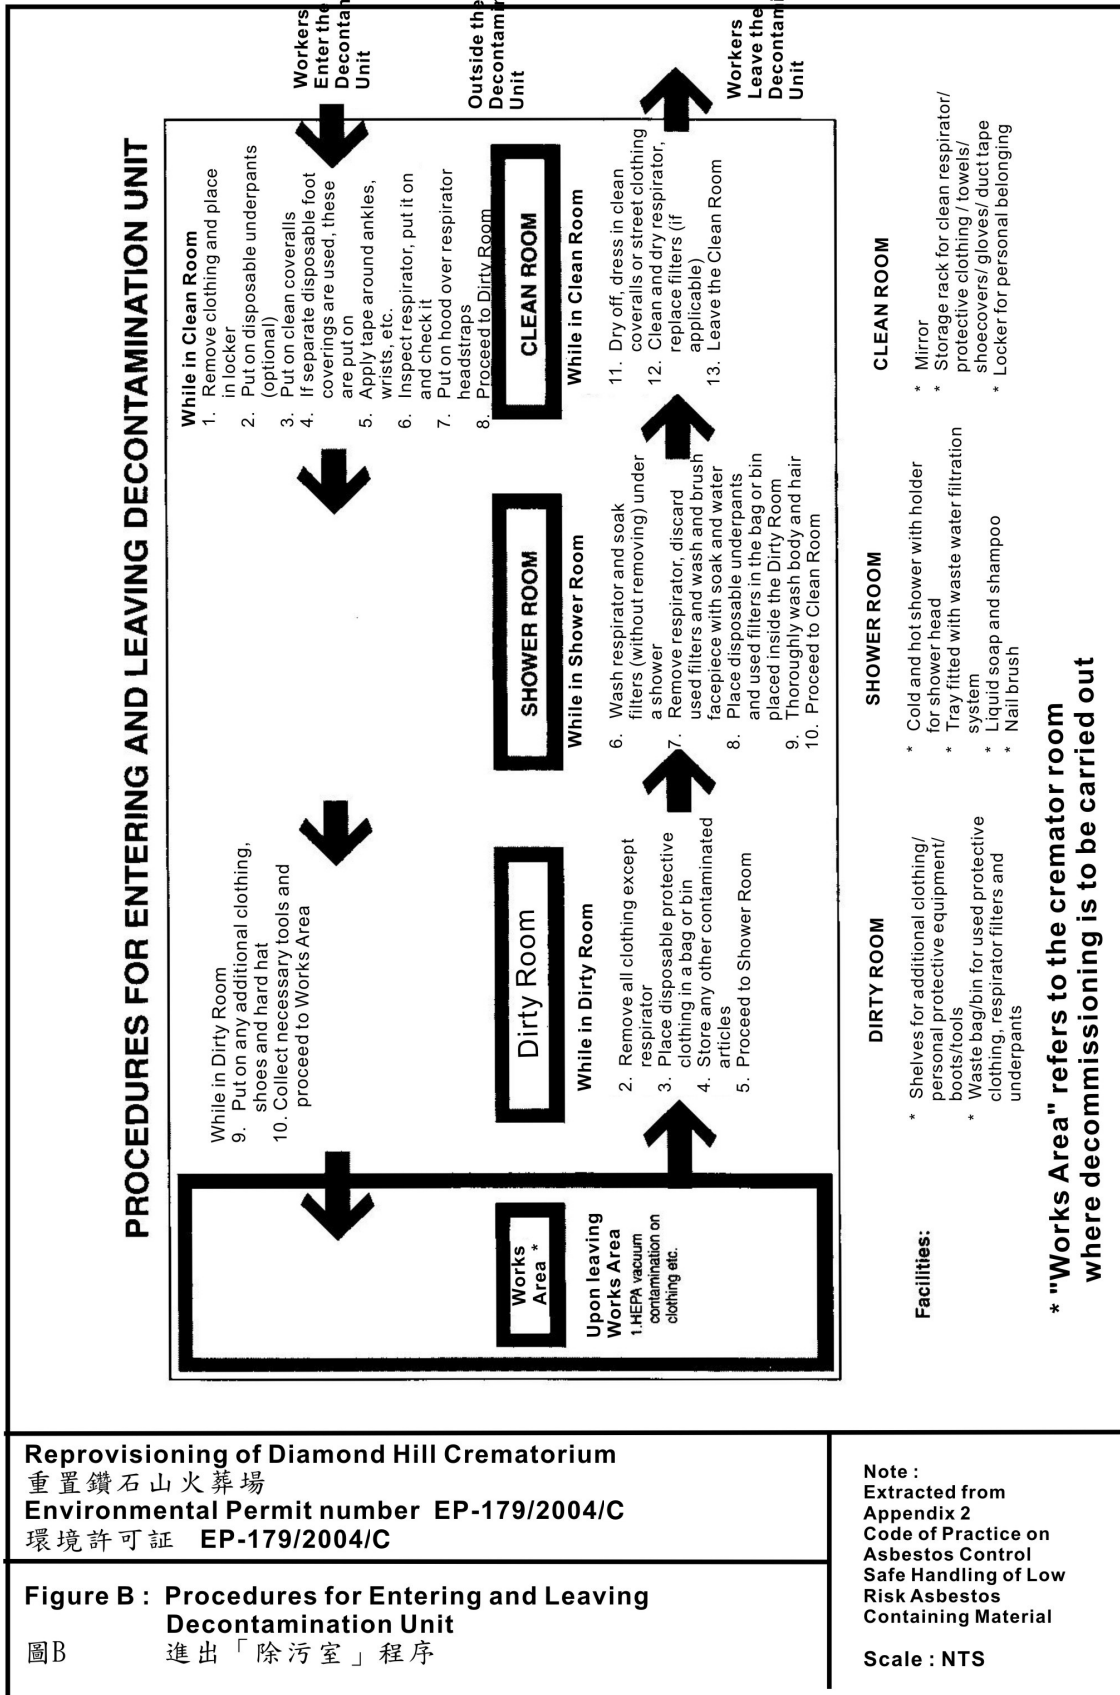 PROCEDURES FOR ENTERING AND LEAVING DECONTAMINATION UNIT
Workers
Enter the
Unit
While in Clean Room
1. Remove clothing and place
in locker
2. Put on disposable underpants
(optional)
3. Put on clean coveralls
4. If separate disposable foot
coverings are used, these
are put on
5. Apply tape around ankles,
wrists, etc.
6. Inspect respirator, put it on
and check it
7. Put on hood over respirator
headstraps
8. Proceed to Dirty Room
While in Dirty Room
9. Put on any additional clothing,
shoes and hard hat
10. Collect necessary tools and
proceed to Works Area
Outside the
Unit
CLEAN ROOM
SHOWER ROOM
Dirty Room
Works
Area *
Upon leaving
Works Area
1.HEPA vacuum
contamination on
clothing etc.
While in Dirty Room
2. Remove all clothing except
respirator
3. Place disposable protective
clothing in a bag or bin
4. Store any other contaminated
articles
5. Proceed to Shower Room
While in Shower Room
6. Wash respirator and soak
filters (without removing) under
a shower
7. Remove respirator, discard
used filters and wash and brush
facepiece with soak and water
8. Place disposable underpants
and used filters in the bag or bin
placed inside the Dirty Room
9. Thoroughly wash body and hair
10. Proceed to Clean Room
While in Clean Room
11. Dry off, dress in clean
coveralls or street clothing
12. Clean and dry respirator,
replace filters (if
applicable)
13. Leave the Clean Room
Workers
Leave the
Unit
Facilities:
DIRTY ROOM
* Shelves for additional clothing/
personal protective equipment/
boots/tools
* Waste bag/bin for used protective
clothing, respirator filters and
underpants
SHOWER ROOM
* Cold and hot shower with holder
for shower head
* Tray fitted with waste water filtration
system
* Liquid soap and shampoo
* Nail brush
CLEAN ROOM
* Mirror
* Storage rack for clean respirator/
protective clothing / towels/
shoecovers/ gloves/ duct tape
* Locker for personal belonging
* "Works Area" refers to the cremator room
where decommissioning is to be carried out
Reprovisioning of Diamond Hill Crematorium
重置鑽石山火葬場
Environmental Permit number EP-179/2004/C
環境許可証 EP-179/2004/C
Figure B : Procedures for Entering and Leaving
Decontamination Unit
圖B 進出「除污室」程序
Note :
Extracted from
Appendix 2
Code of Practice on
Asbestos Control
Safe Handling of Low
Risk Asbestos
Containing Material
Scale : NTS